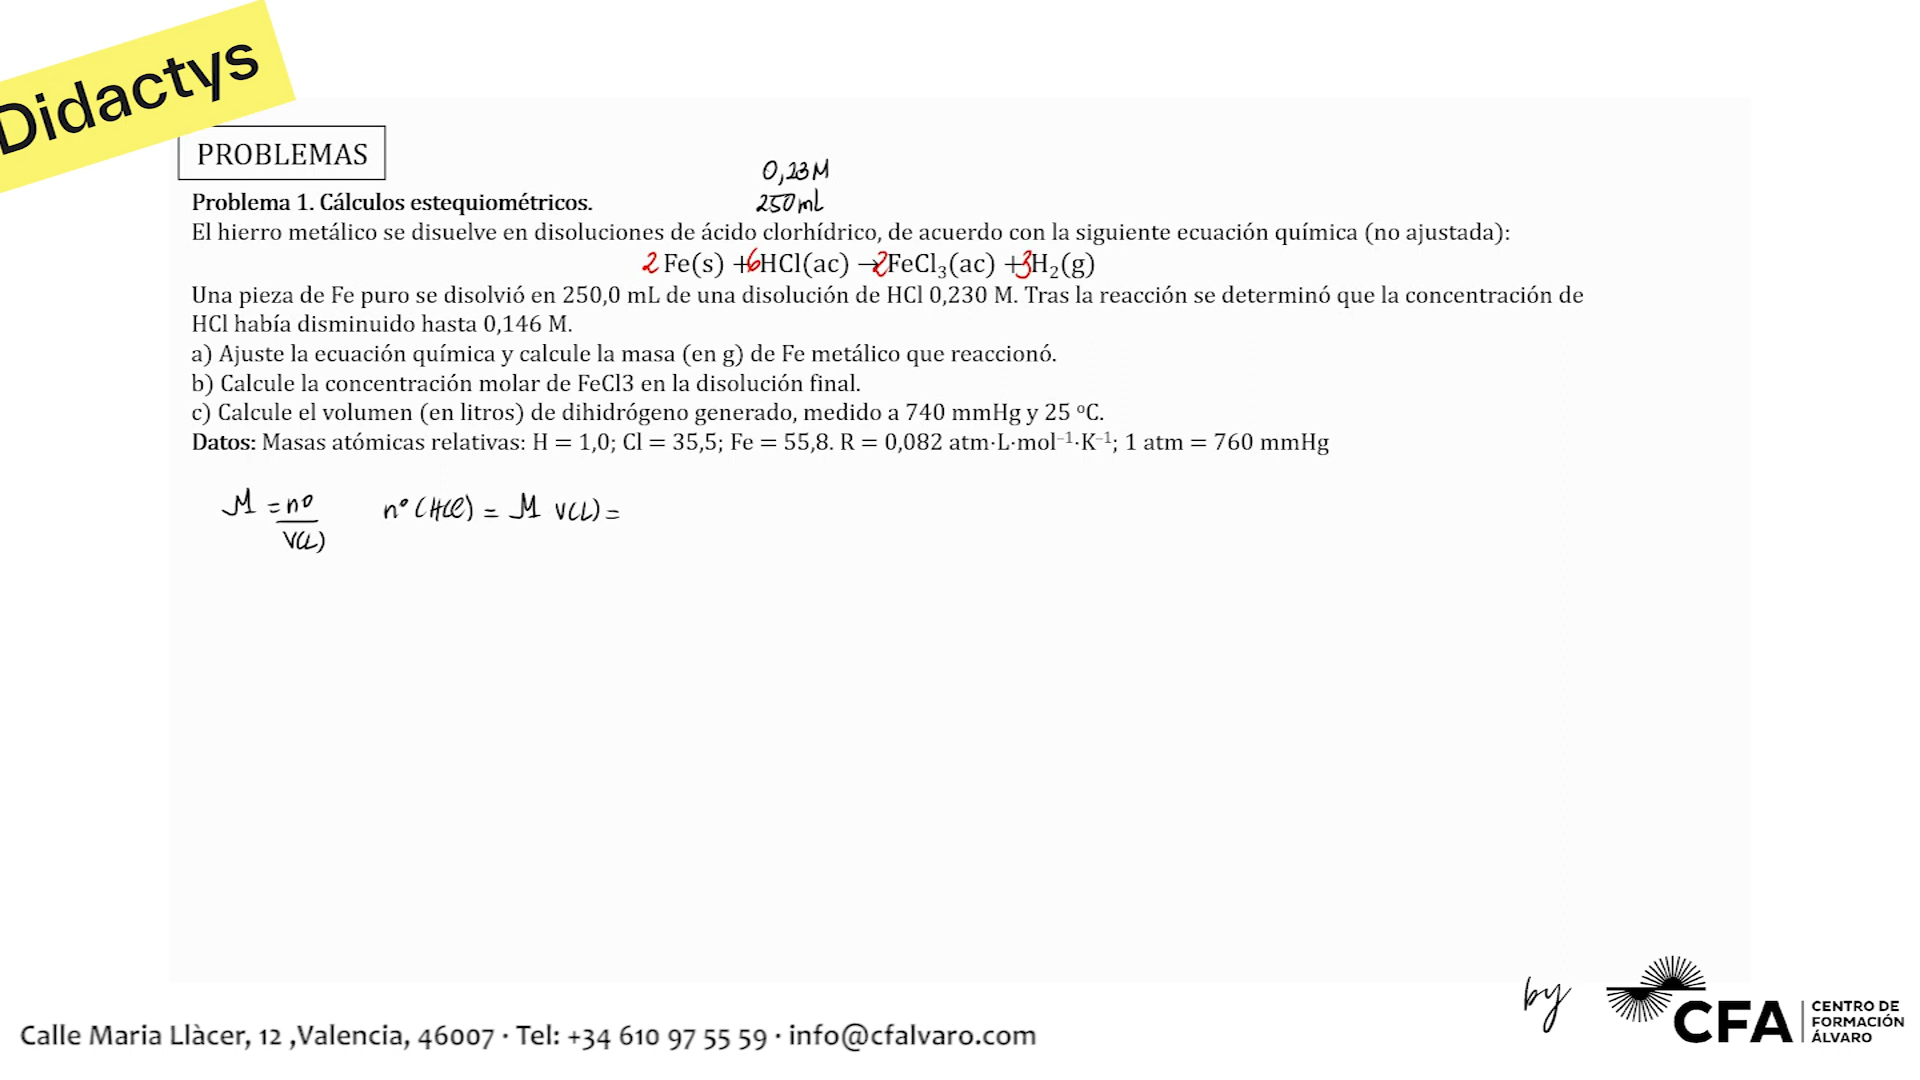 Didactys
PROBLEMAS
0,23M
250mL
Problema 1. Cálculos estequiométricos.
El hierro metálico se disuelve en disoluciones de ácido clorhídrico, de acuerdo con la siguiente ecuación química (no ajustada):
2 Fe(s) + 6 HCl(ac) → 2 FeCl₃(ac) + 3 H₂(g)
Una pieza de Fe puro se disolvió en 250,0 mL de una disolución de HCl 0,230 M. Tras la reacción se determinó que la concentración de
HCl había disminuido hasta 0,146 M.
a) Ajuste la ecuación química y calcule la masa (en g) de Fe metálico que reaccionó.
b) Calcule la concentración molar de FeCl3 en la disolución final.
c) Calcule el volumen (en litros) de dihidrógeno generado, medido a 740 mmHg y 25 ºC.
Datos: Masas atómicas relativas: H = 1,0; Cl = 35,5; Fe = 55,8. R = 0,082 atm·L·mol⁻¹·K⁻¹; 1 atm = 760 mmHg
M = nº / V(L) nº (HCl) = M V(L) =
by
CFA
CENTRO DE
FORMACIÓN
ÁLVARO
Calle Maria Llàcer, 12 ,Valencia, 46007 · Tel: +34 610 97 55 59 · info@cfalvaro.com